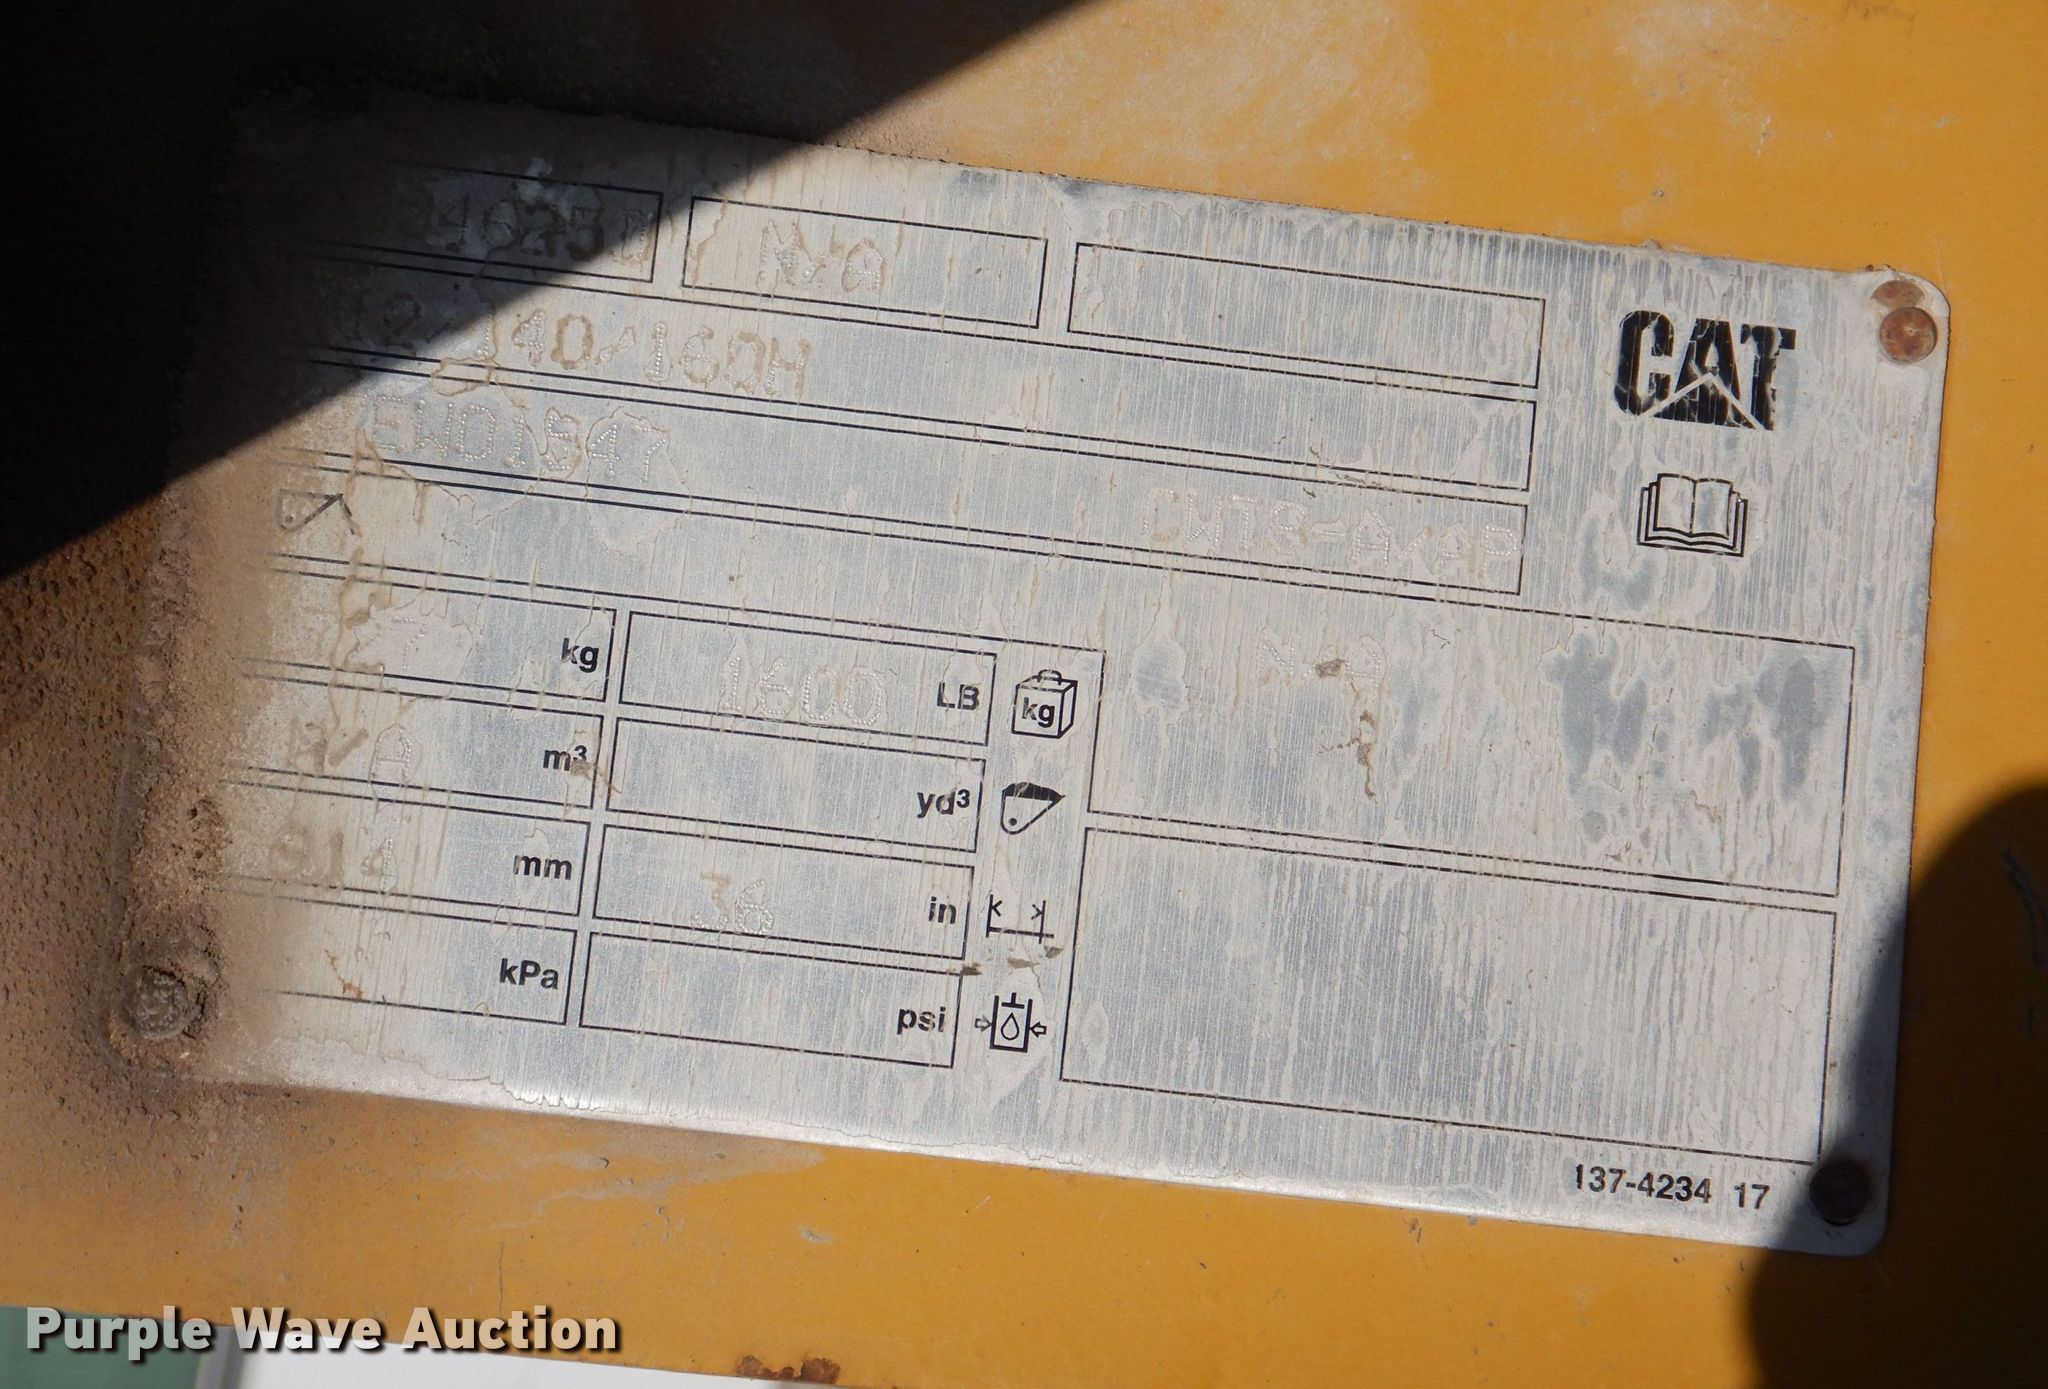 N/A
CAT
140/160H
EWD1847
kg
1600 LB
kg
m³
yd³
914 mm
36 in
kPa
psi
137-4234 17
Purple Wave Auction